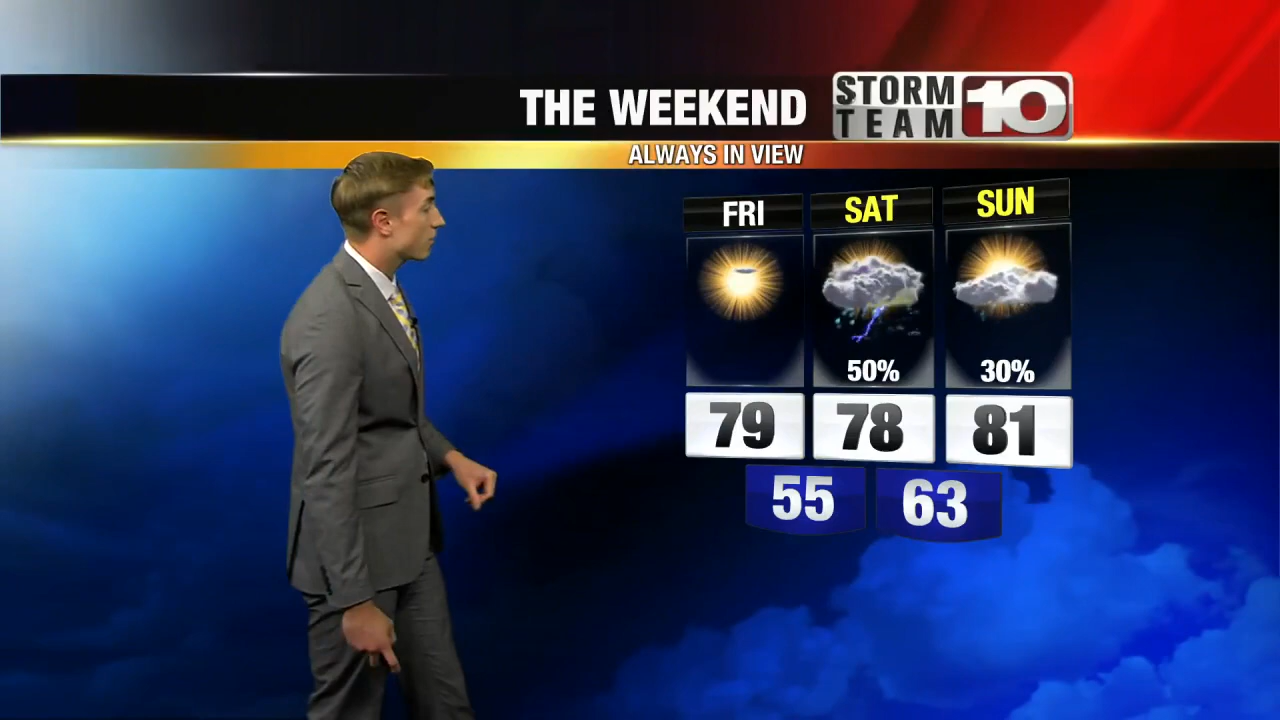 THE WEEKEND
STORM TEAM 10
ALWAYS IN VIEW
FRI SAT SUN
50% 30%
79 78 81
55 63